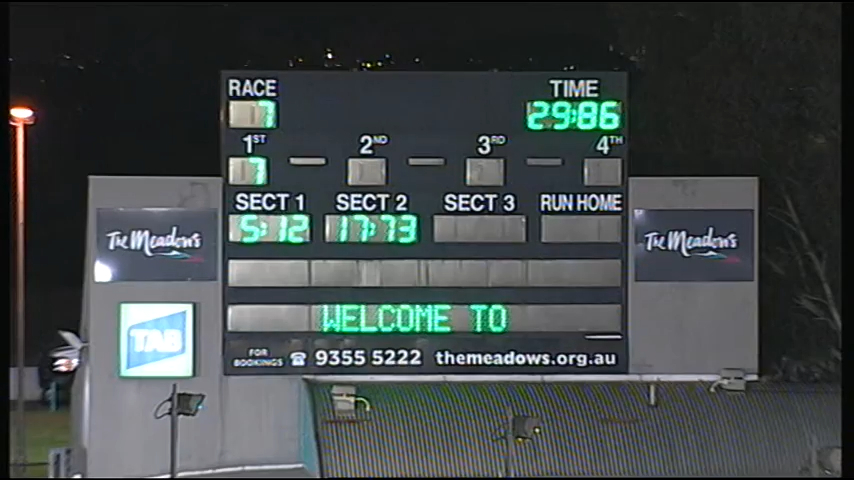 RACE TIME
7 29:86
1ST 2ND 3RD 4TH
7
SECT 1 SECT 2 SECT 3 RUN HOME
5:12 17:73
The Meadows
The Meadows
WELCOME TO
TAB
FOR BOOKINGS 9355 5222 themeadows.org.au